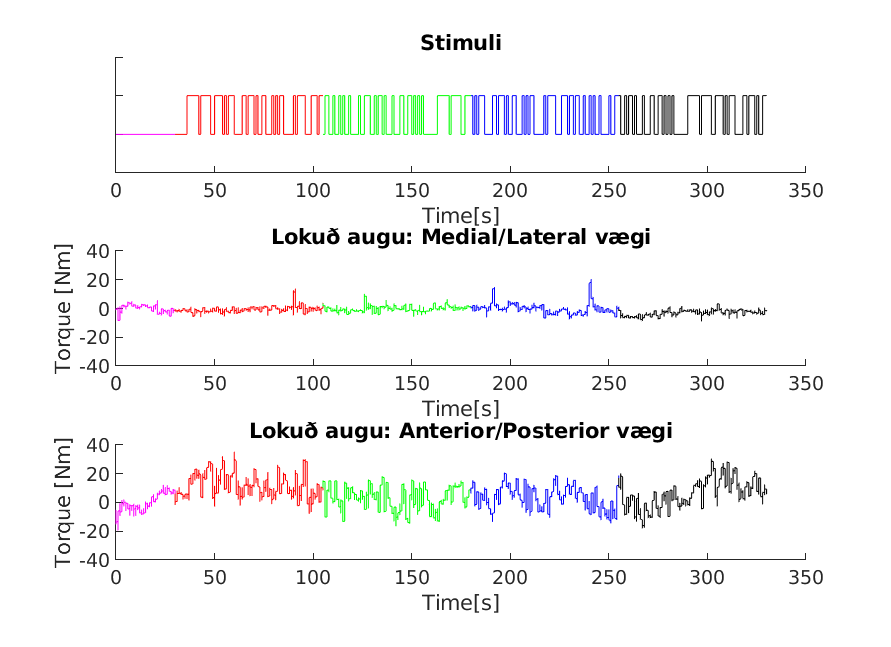 Stimuli
0 50 100 150 200 250 300 350
Time[s]
Lokuð augu: Medial/Lateral vægi
Torque [Nm]
40
20
0
-20
-40
0 50 100 150 200 250 300 350
Time[s]
Lokuð augu: Anterior/Posterior vægi
Torque [Nm]
40
20
0
-20
-40
0 50 100 150 200 250 300 350
Time[s]